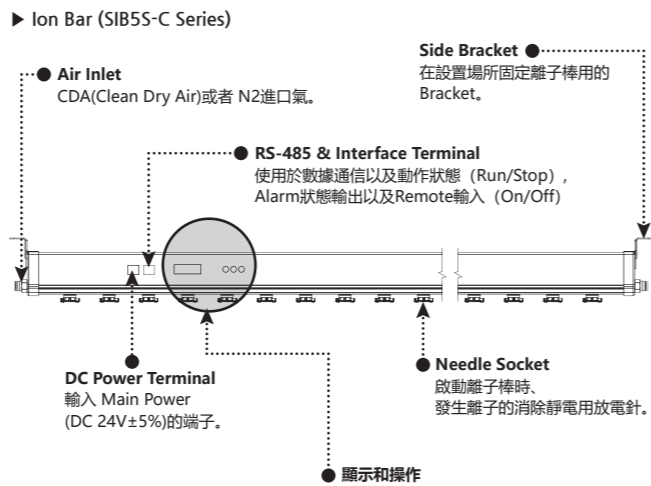 ▶ Ion Bar (SIB5S-C Series)
Side Bracket
在設置場所固定離子棒用的
Bracket。
Air Inlet
CDA(Clean Dry Air)或者 N2進口氣。
RS-485 & Interface Terminal
使用於數據通信以及動作狀態（Run/Stop）,
Alarm狀態輸出以及Remote輸入（On/Off）
DC Power Terminal
輸入 Main Power
(DC 24V±5%)的端子。
Needle Socket
啟動離子棒時、
發生離子的消除靜電用放電針。
顯示和操作